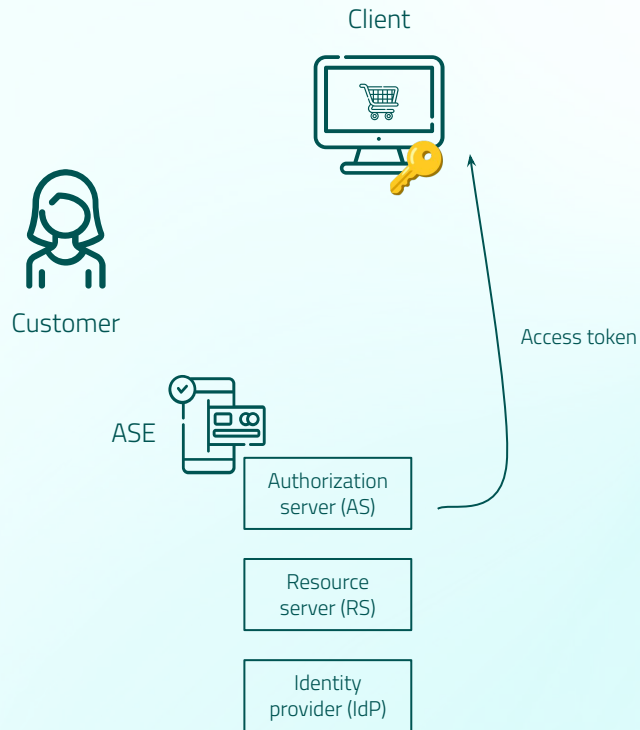 Client
Customer
Access token
ASE
Authorization
server (AS)
Resource
server (RS)
Identity
provider (IdP)